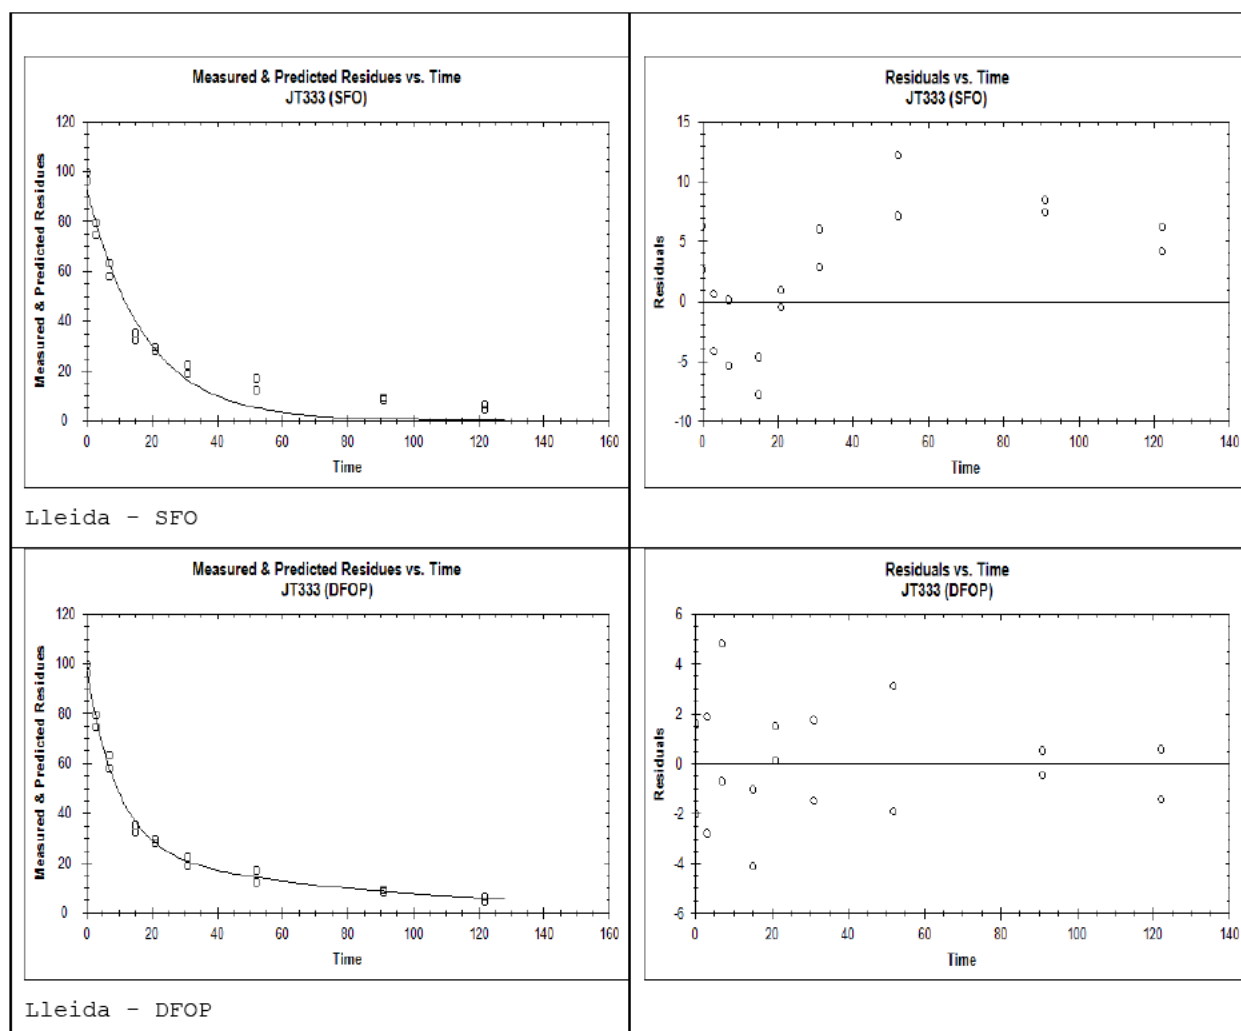 Measured & Predicted Residues vs. Time
JT333 (SFO)
Measured & Predicted Residues
120
100
80
60
40
20
0
0 20 40 60 80 100 120 140 160
Time
Residuals vs. Time
JT333 (SFO)
Residuals
15
10
5
0
-5
-10
0 20 40 60 80 100 120 140
Time
Lleida - SFO
Measured & Predicted Residues vs. Time
JT333 (DFOP)
Measured & Predicted Residues
120
100
80
60
40
20
0
0 20 40 60 80 100 120 140 160
Time
Residuals vs. Time
JT333 (DFOP)
Residuals
6
4
2
0
-2
-4
-6
0 20 40 60 80 100 120 140
Time
Lleida - DFOP